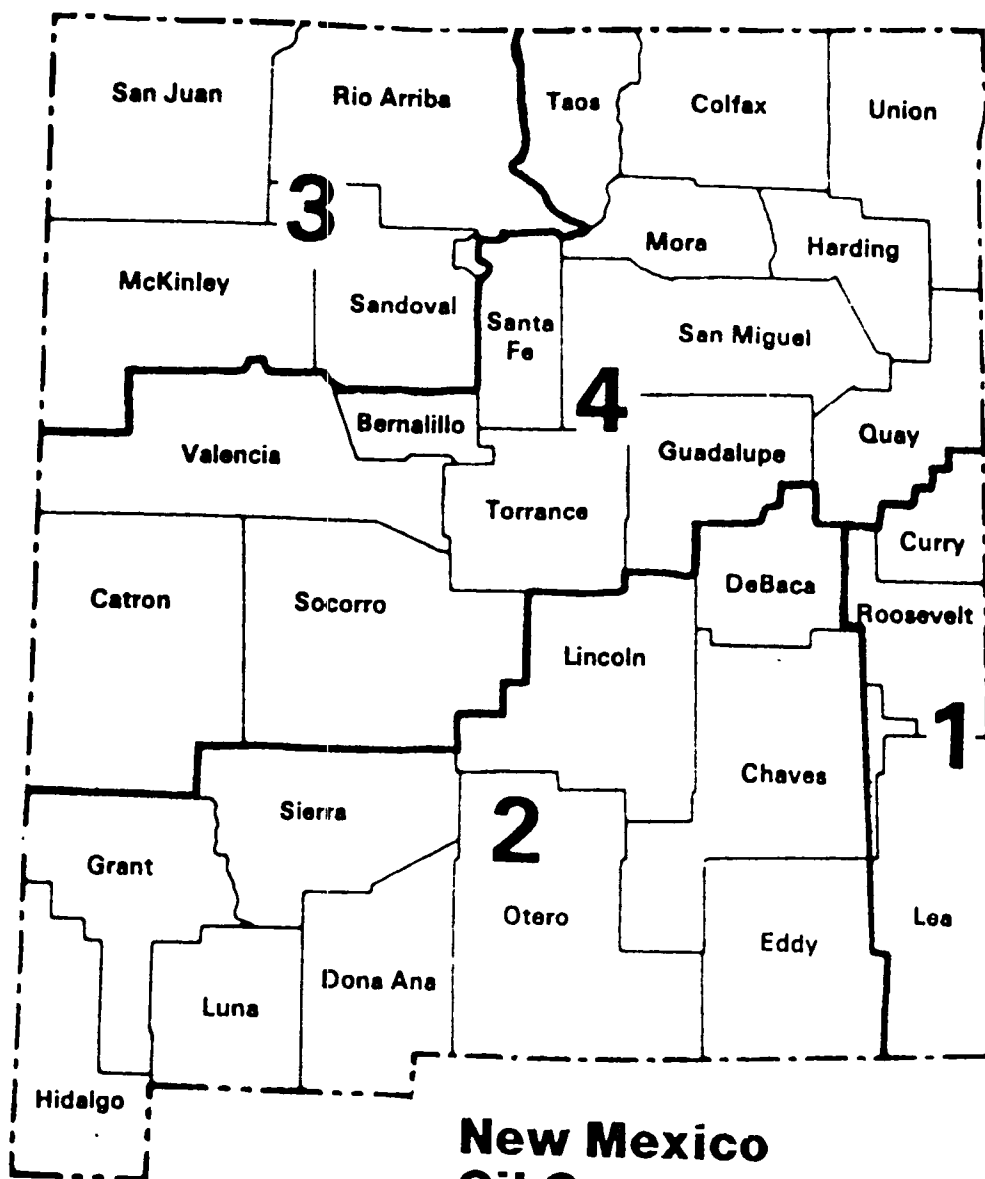 San Juan
Rio Arriba
Taos
Colfax
Union
3
Mora
Harding
McKinley
Sandoval
Santa
Fe
San Miguel
4
Bernalillo
Valencia
Guadalupe
Quay
Torrance
Curry
DeBaca
Catron
Socorro
Roosevelt
Lincoln
1
Chaves
Sierra
2
Grant
Otero
Lea
Eddy
Dona Ana
Luna
Hidalgo
New Mexico